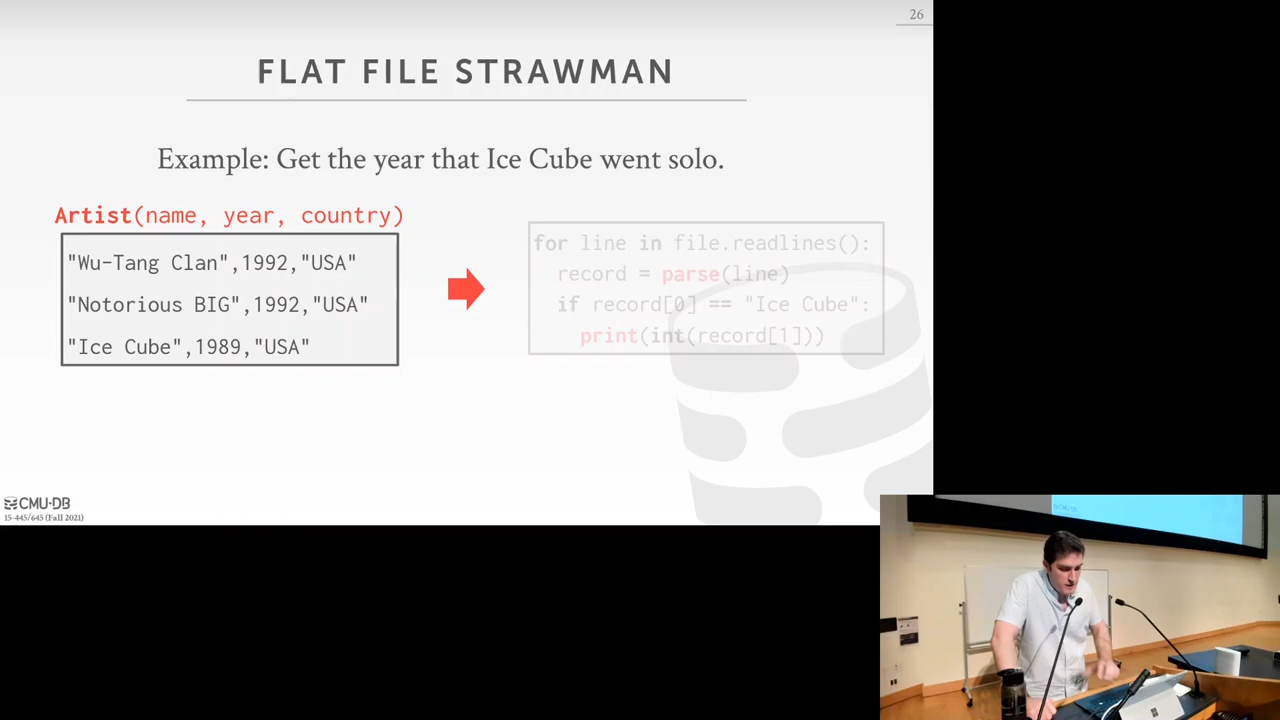 26
FLAT FILE STRAWMAN
Example: Get the year that Ice Cube went solo.
Artist(name, year, country)
"Wu-Tang Clan",1992,"USA"
"Notorious BIG",1992,"USA"
"Ice Cube",1989,"USA"
for line in file.readlines():
record = parse(line)
if record[0] == "Ice Cube":
print(int(record[1]))
CMU·DB
15-445/645 (Fall 2021)